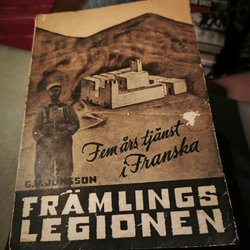 Fem års tjänst
i Franska
FRÄMLINGS
LEGIONEN